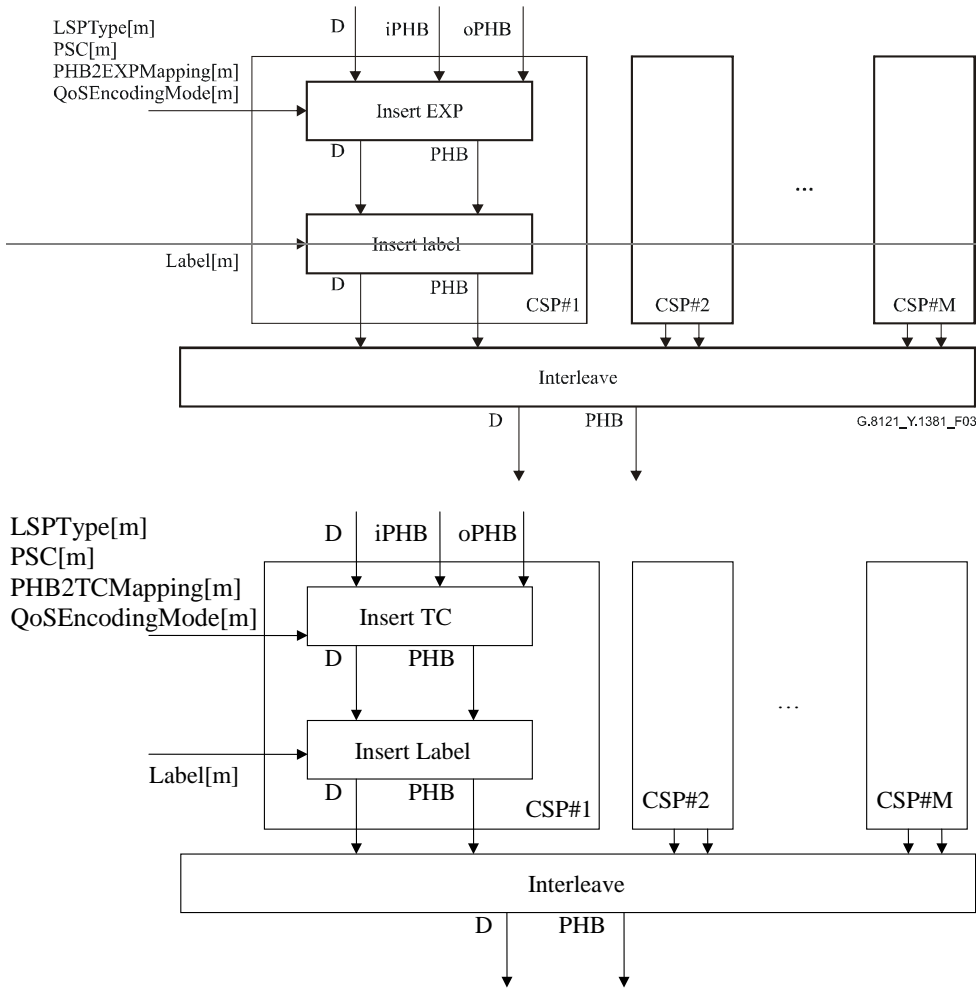 LSPType[m]
PSC[m]
PHB2EXPMapping[m]
QoSEncodingMode[m]
D iPHB oPHB
Insert EXP
D PHB
...
Insert label
Label[m]
D PHB
CSP#1 CSP#2 CSP#M
Interleave
D PHB
G.8121_Y.1381_F03
LSPType[m]
PSC[m]
PHB2TCMapping[m]
QoSEncodingMode[m]
D iPHB oPHB
Insert TC
D PHB
...
Insert Label
Label[m]
D PHB
CSP#1 CSP#2 CSP#M
Interleave
D PHB